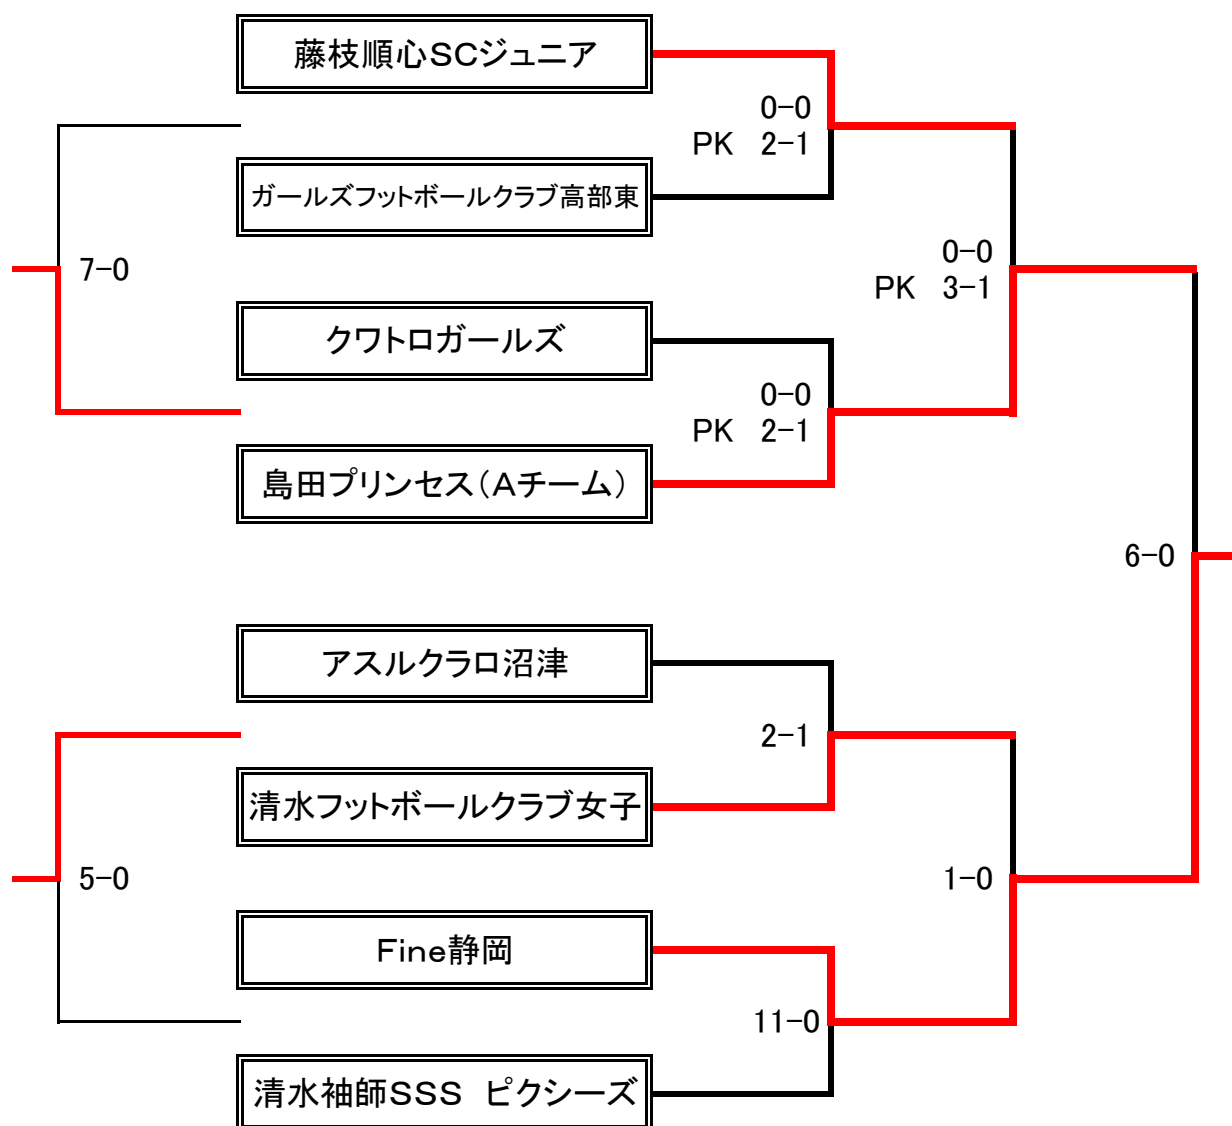 藤枝順心SCジュニア
0-0
PK 2-1
ガールズフットボールクラブ高部東
7-0
0-0
PK 3-1
クワトロガールズ
0-0
PK 2-1
島田プリンセス(Aチーム)
6-0
アスルクラロ沼津
2-1
清水フットボールクラブ女子
5-0
1-0
Fine静岡
11-0
清水袖師SSS ピクシーズ